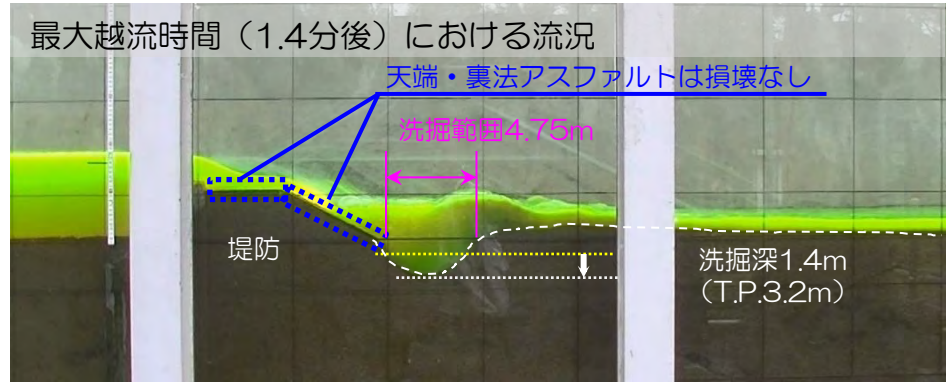 最大越流時間（1.4分後）における流況
天端・裏法アスファルトは損壊なし
洗掘範囲4.75m
堤防
洗掘深1.4m
（T.P.3.2m）